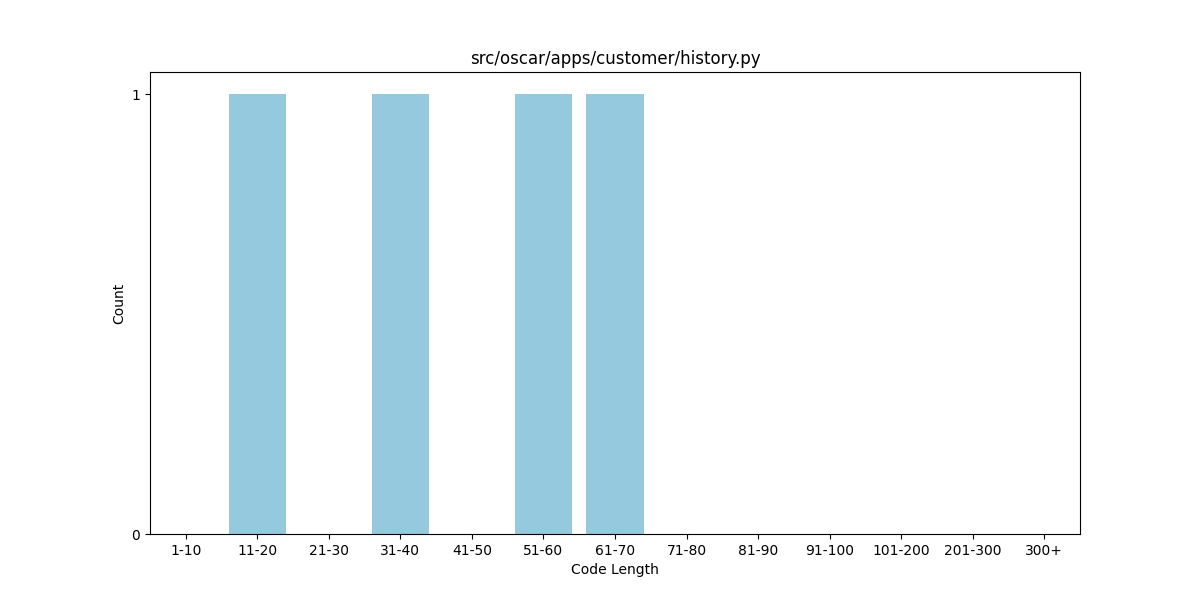 src/oscar/apps/customer/history.py
1
Count
0
1-10 11-20 21-30 31-40 41-50 51-60 61-70 71-80 81-90 91-100 101-200 201-300 300+
Code Length